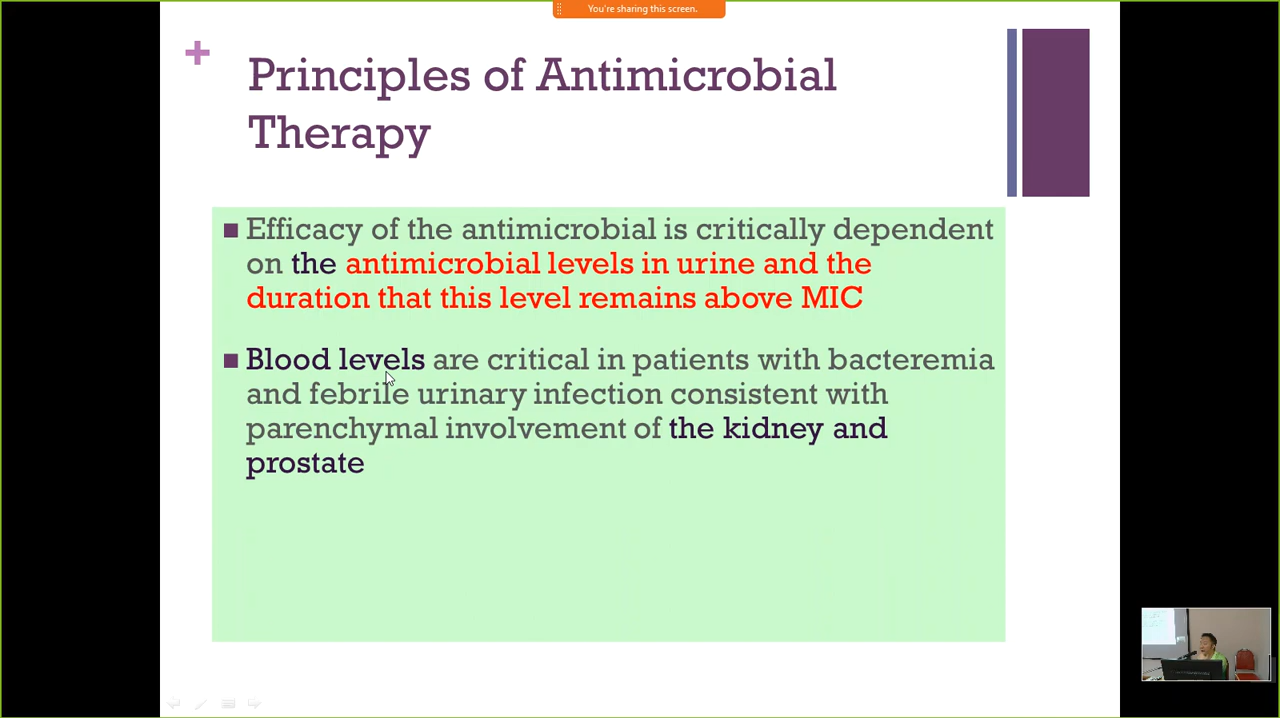 You're sharing this screen.
+
Principles of Antimicrobial
Therapy
Efficacy of the antimicrobial is critically dependent
on the antimicrobial levels in urine and the
duration that this level remains above MIC
Blood levels are critical in patients with bacteremia
and febrile urinary infection consistent with
parenchymal involvement of the kidney and
prostate